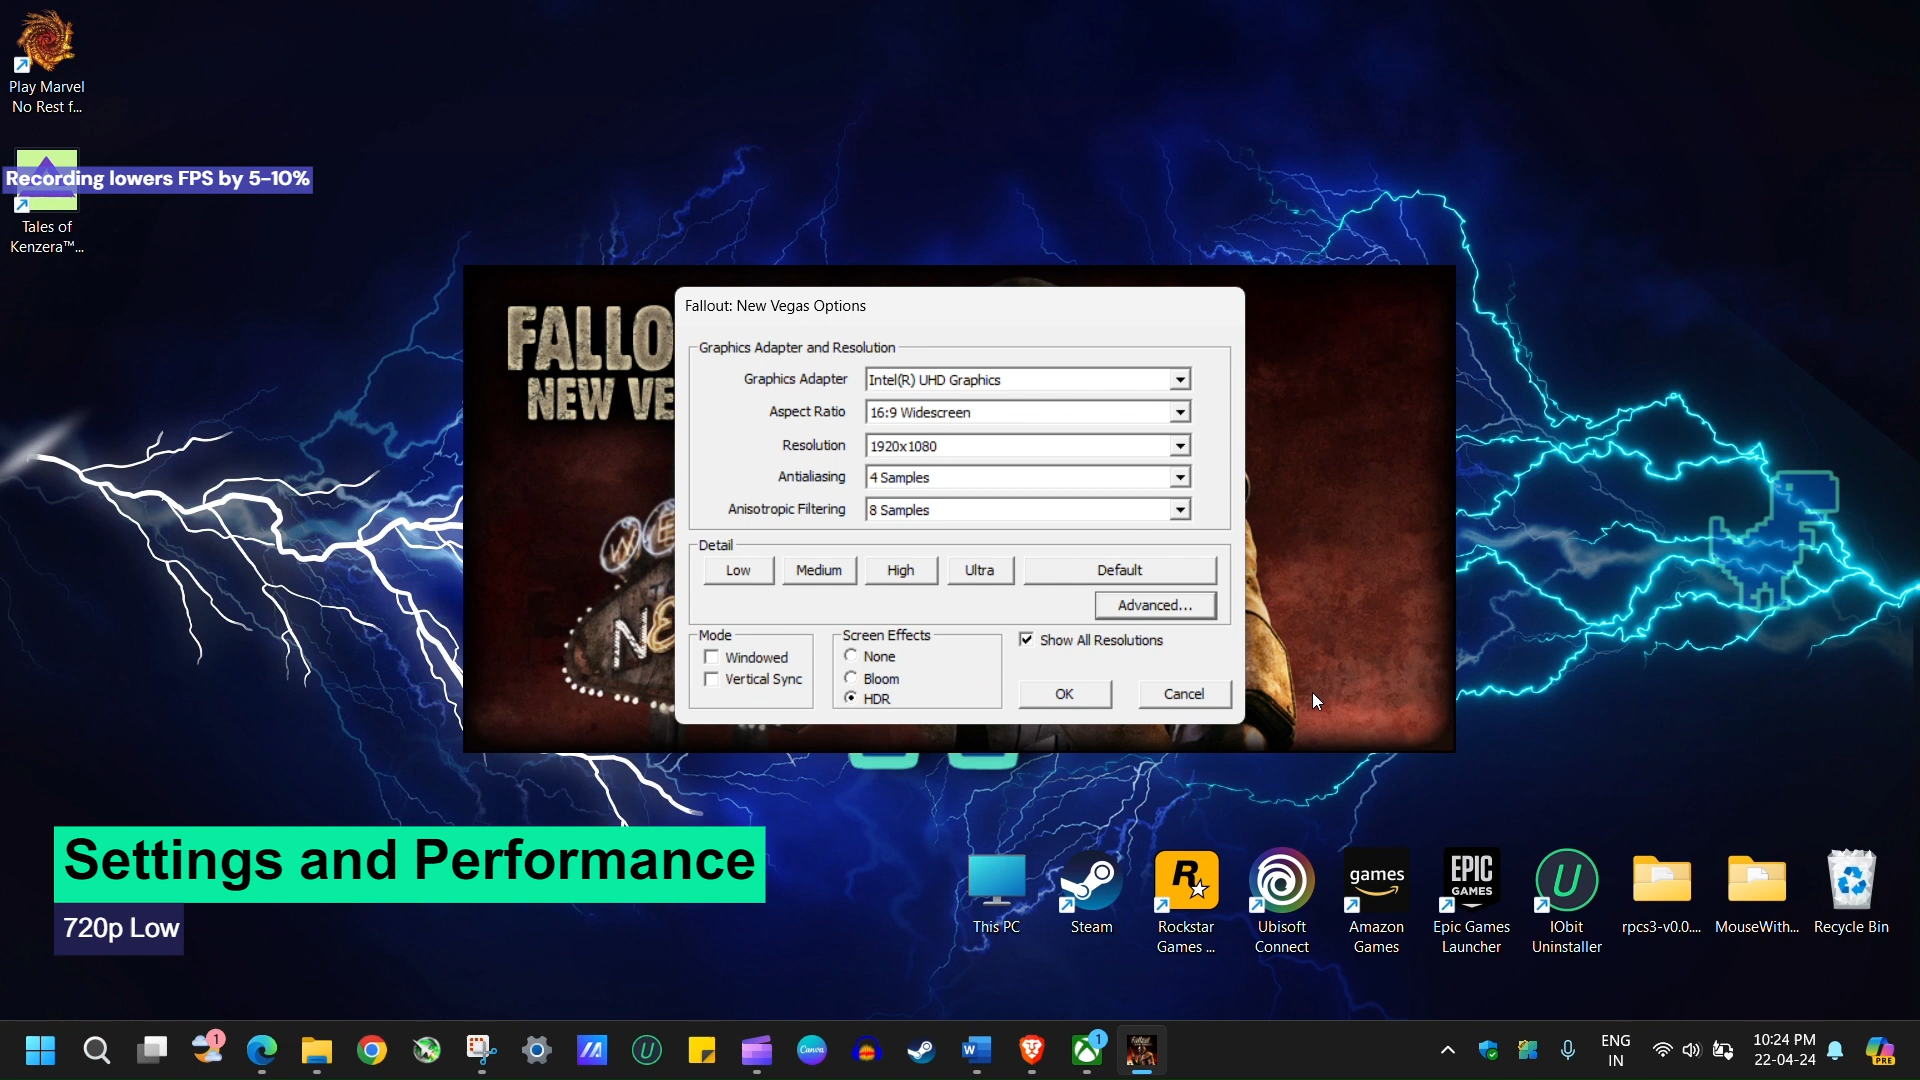 Play Marvel
No Rest f...
Recording lowers FPS by 5-10%
Tales of
Kenzera™...
FALLO
NEW VE
Fallout: New Vegas Options
Graphics Adapter and Resolution
Graphics Adapter
Intel(R) UHD Graphics
Aspect Ratio
16:9 Widescreen
Resolution
1920x1080
Antialiasing
4 Samples
Anisotropic Filtering
8 Samples
Detail
Low
Medium
High
Ultra
Default
Advanced...
Mode
Windowed
Vertical Sync
Screen Effects
None
Bloom
HDR
Show All Resolutions
OK
Cancel
Settings and Performance
720p Low
This PC
Steam
Rockstar
Games ...
Ubisoft
Connect
games
Amazon
Games
EPIC
GAMES
Epic Games
Launcher
IObit
Uninstaller
rpcs3-v0.0....
MouseWith...
Recycle Bin
1
Canva
W
1
ENG
IN
10:24 PM
22-04-24
PRE